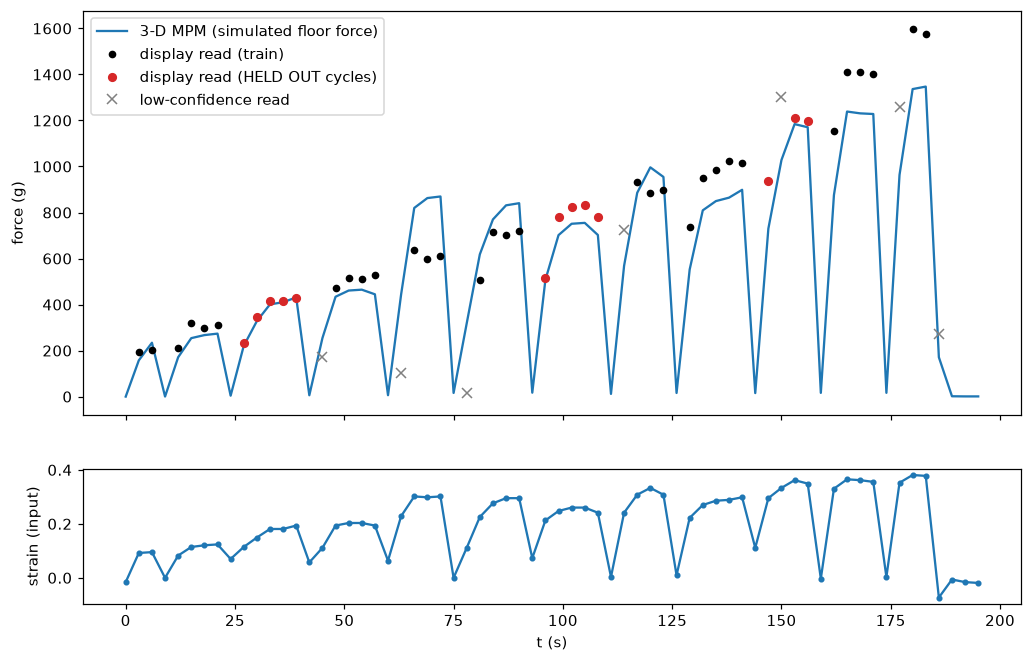 3-D MPM (simulated floor force)
display read (train)
display read (HELD OUT cycles)
low-confidence read
force (g)
1600
1400
1200
1000
800
600
400
200
0
strain (input)
0.4
0.2
0.0
0 25 50 75 100 125 150 175 200
t (s)